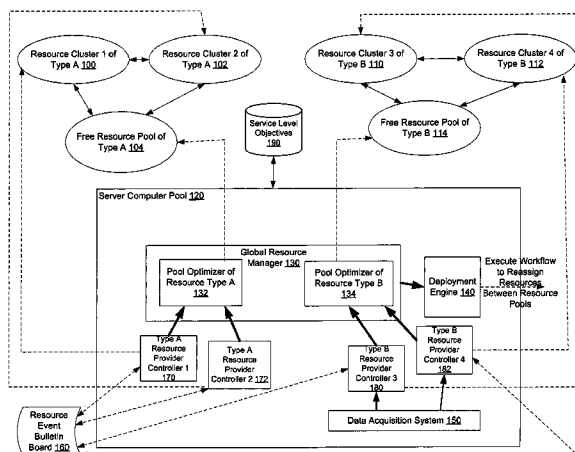 Resource Cluster 1 of
Type A 100
Resource Cluster 2 of
Type A 102
Resource Cluster 3 of
Type B 110
Resource Cluster 4 of
Type B 112
Free Resource Pool of
Type A 104
Service Level
Objectives
190
Free Resource Pool of
Type B 114
Server Computer Pool 120
Global Resource
Manager 130
Pool Optimizer of
Resource Type A
132
Pool Optimizer of
Resource Type B
134
Deployment
Engine 140
Execute Workflow
to Reassign
Resources
Between Resource
Pools
Type A
Resource
Provider
Controller 1
170
Type A
Resource
Provider
Controller 2 172
Type B
Resource
Provider
Controller 3
180
Type B
Resource
Provider
Controller 4
182
Data Acquisition System 150
Resource
Event
Bulletin
Board 160